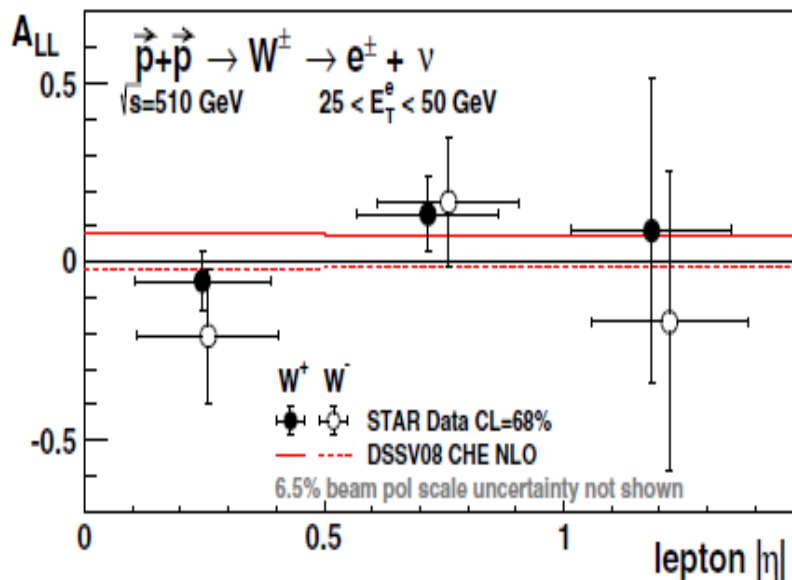 A_LL
p+p → W± → e± + ν
√s=510 GeV 25 < E_T^e < 50 GeV
0.5
0
-0.5
W+ W-
STAR Data CL=68%
DSSV08 CHE NLO
6.5% beam pol scale uncertainty not shown
0 0.5 1
lepton |η|